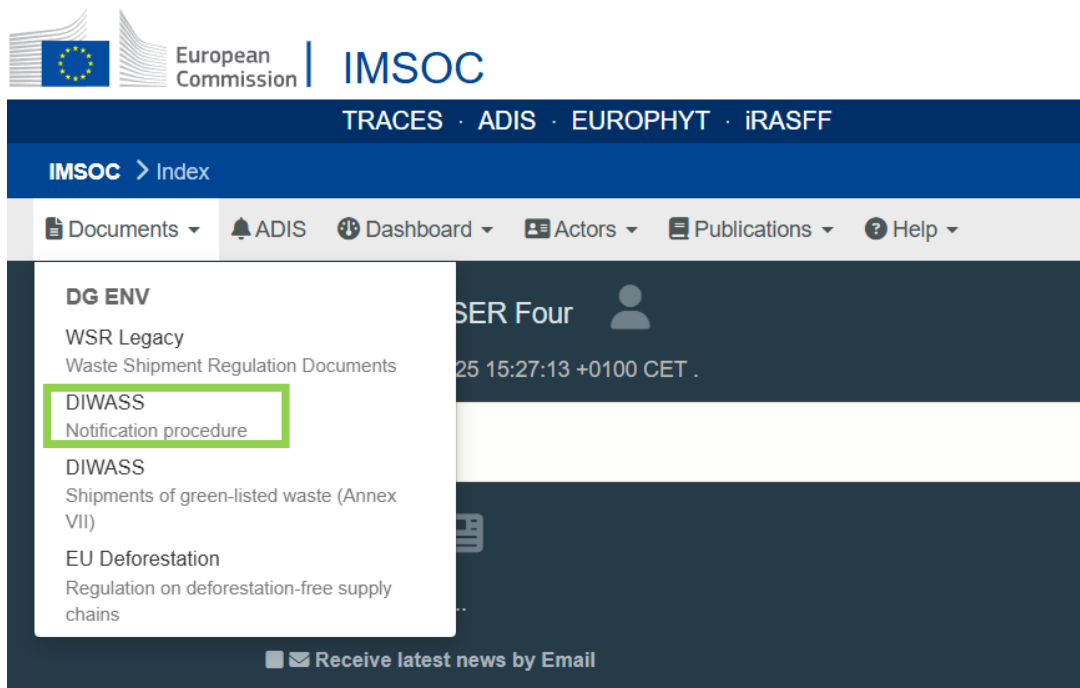 European
Commission
IMSOC
TRACES · ADIS · EUROPHYT · iRASFF
IMSOC > Index
Documents ADIS Dashboard Actors Publications Help
DG ENV
WSR Legacy
Waste Shipment Regulation Documents
DIWASS
Notification procedure
DIWASS
Shipments of green-listed waste (Annex
VII)
EU Deforestation
Regulation on deforestation-free supply
chains
SER Four
25 15:27:13 +0100 CET .
..
Receive latest news by Email